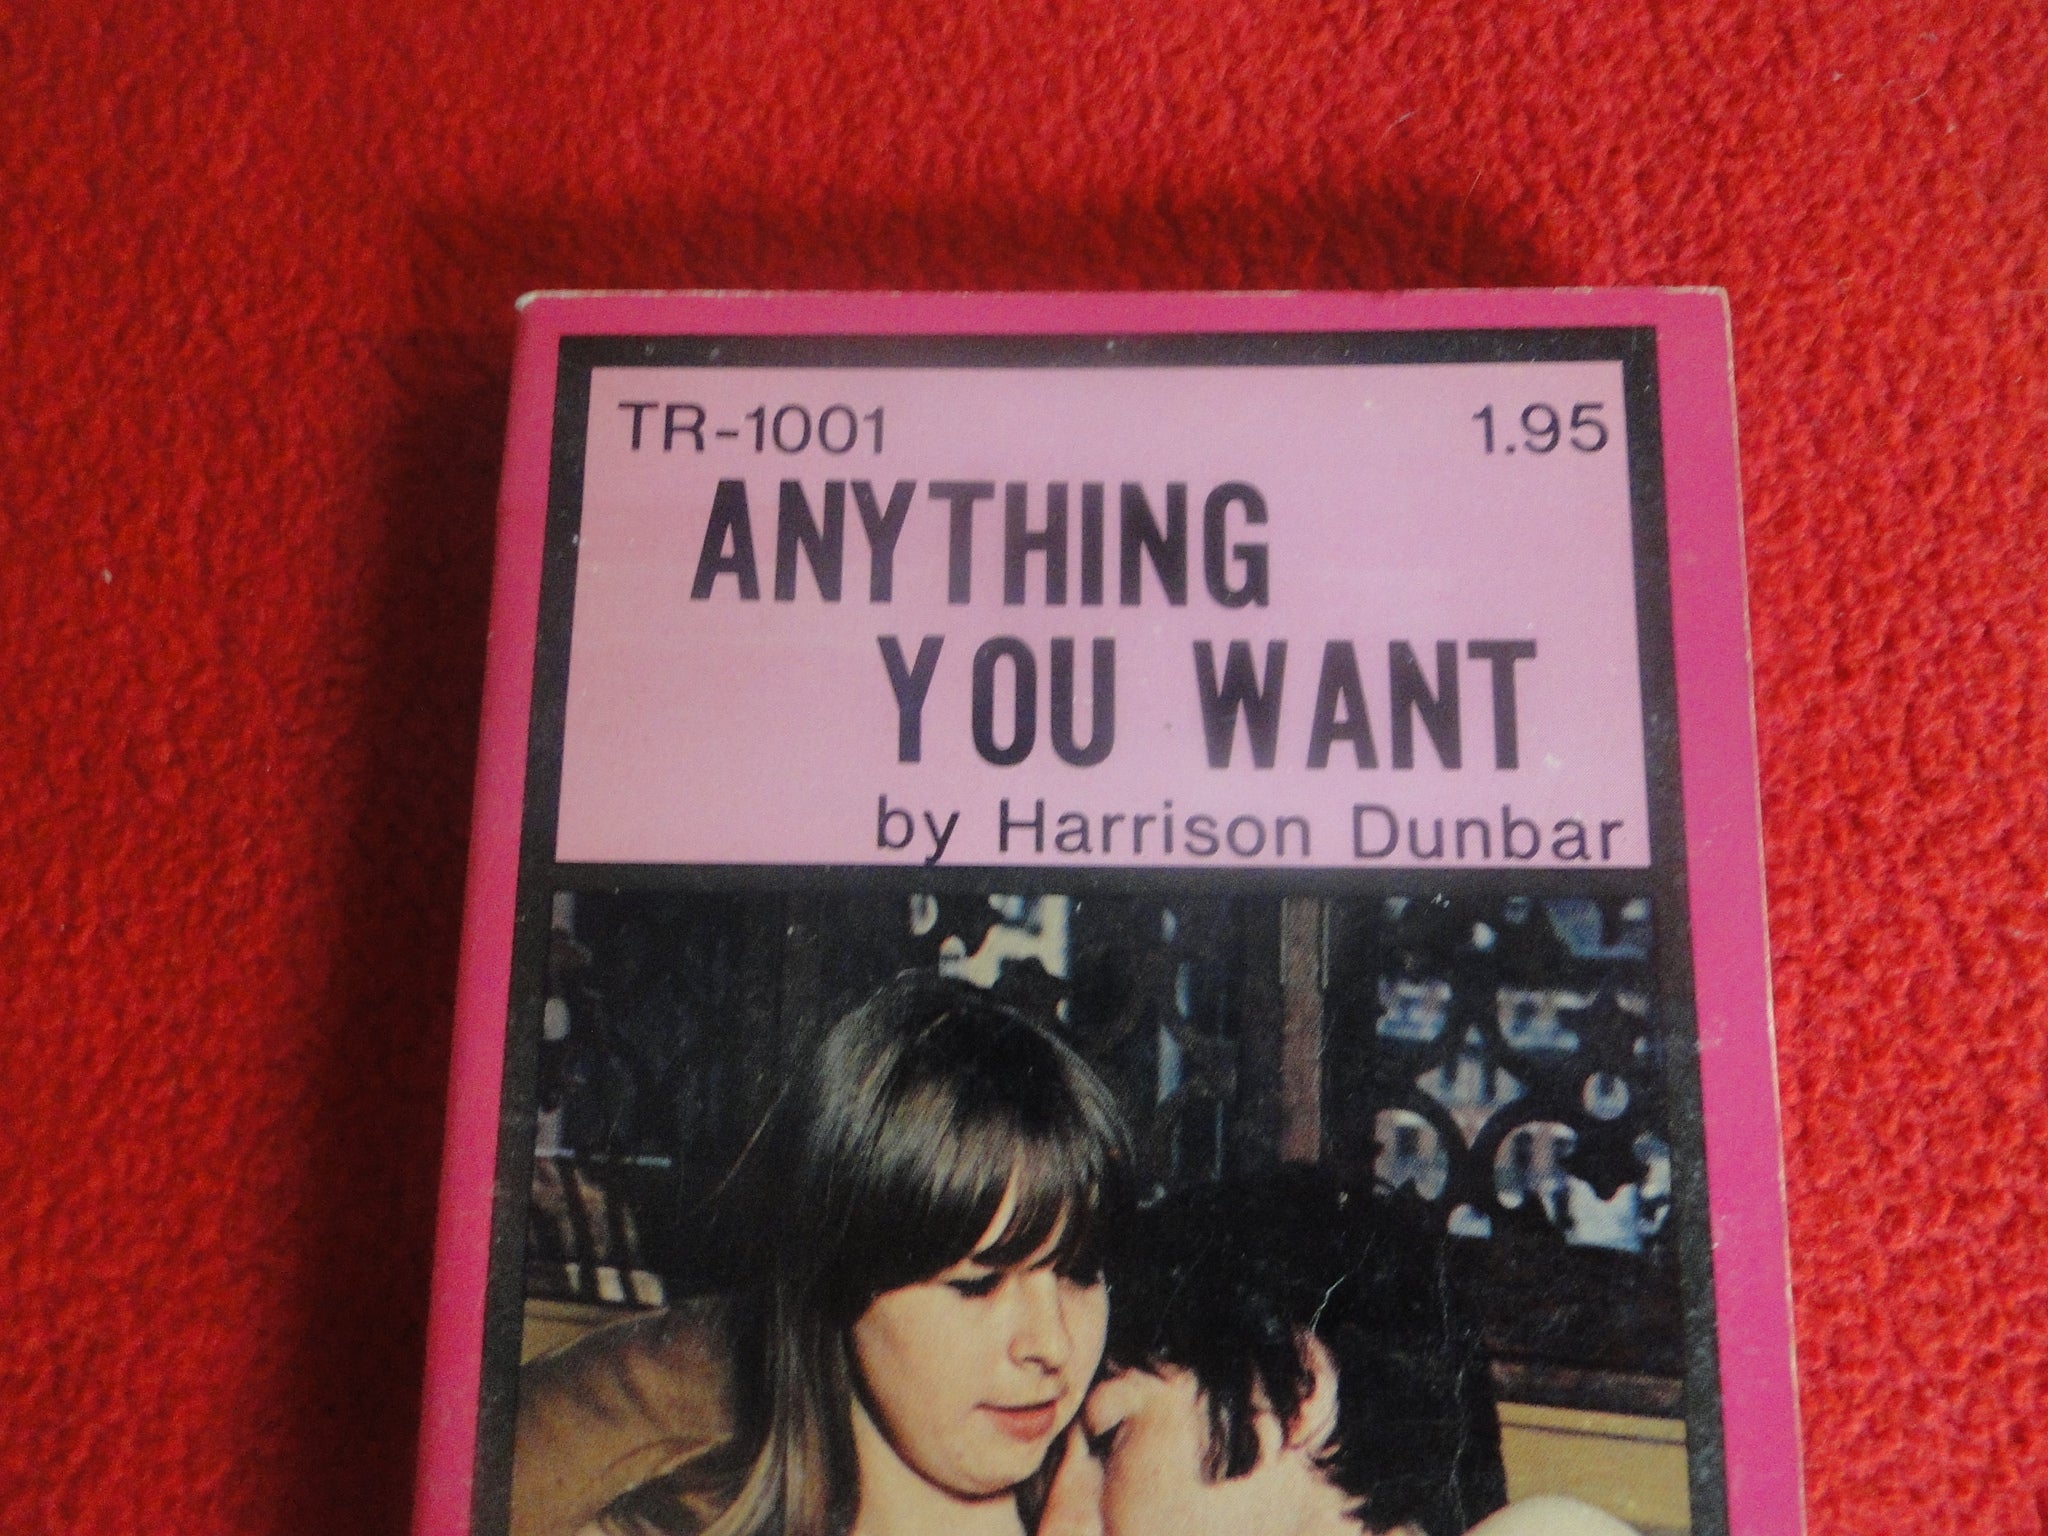 TR-1001 1.95
ANYTHING
YOU WANT
by Harrison Dunbar